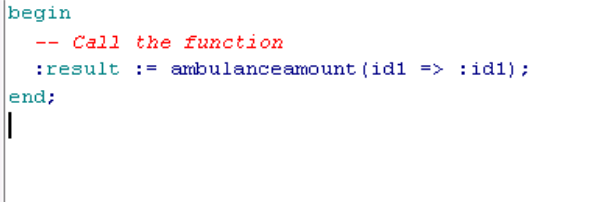 begin
  -- Call the function
  :result := ambulanceamount(id1 => :id1);
end;